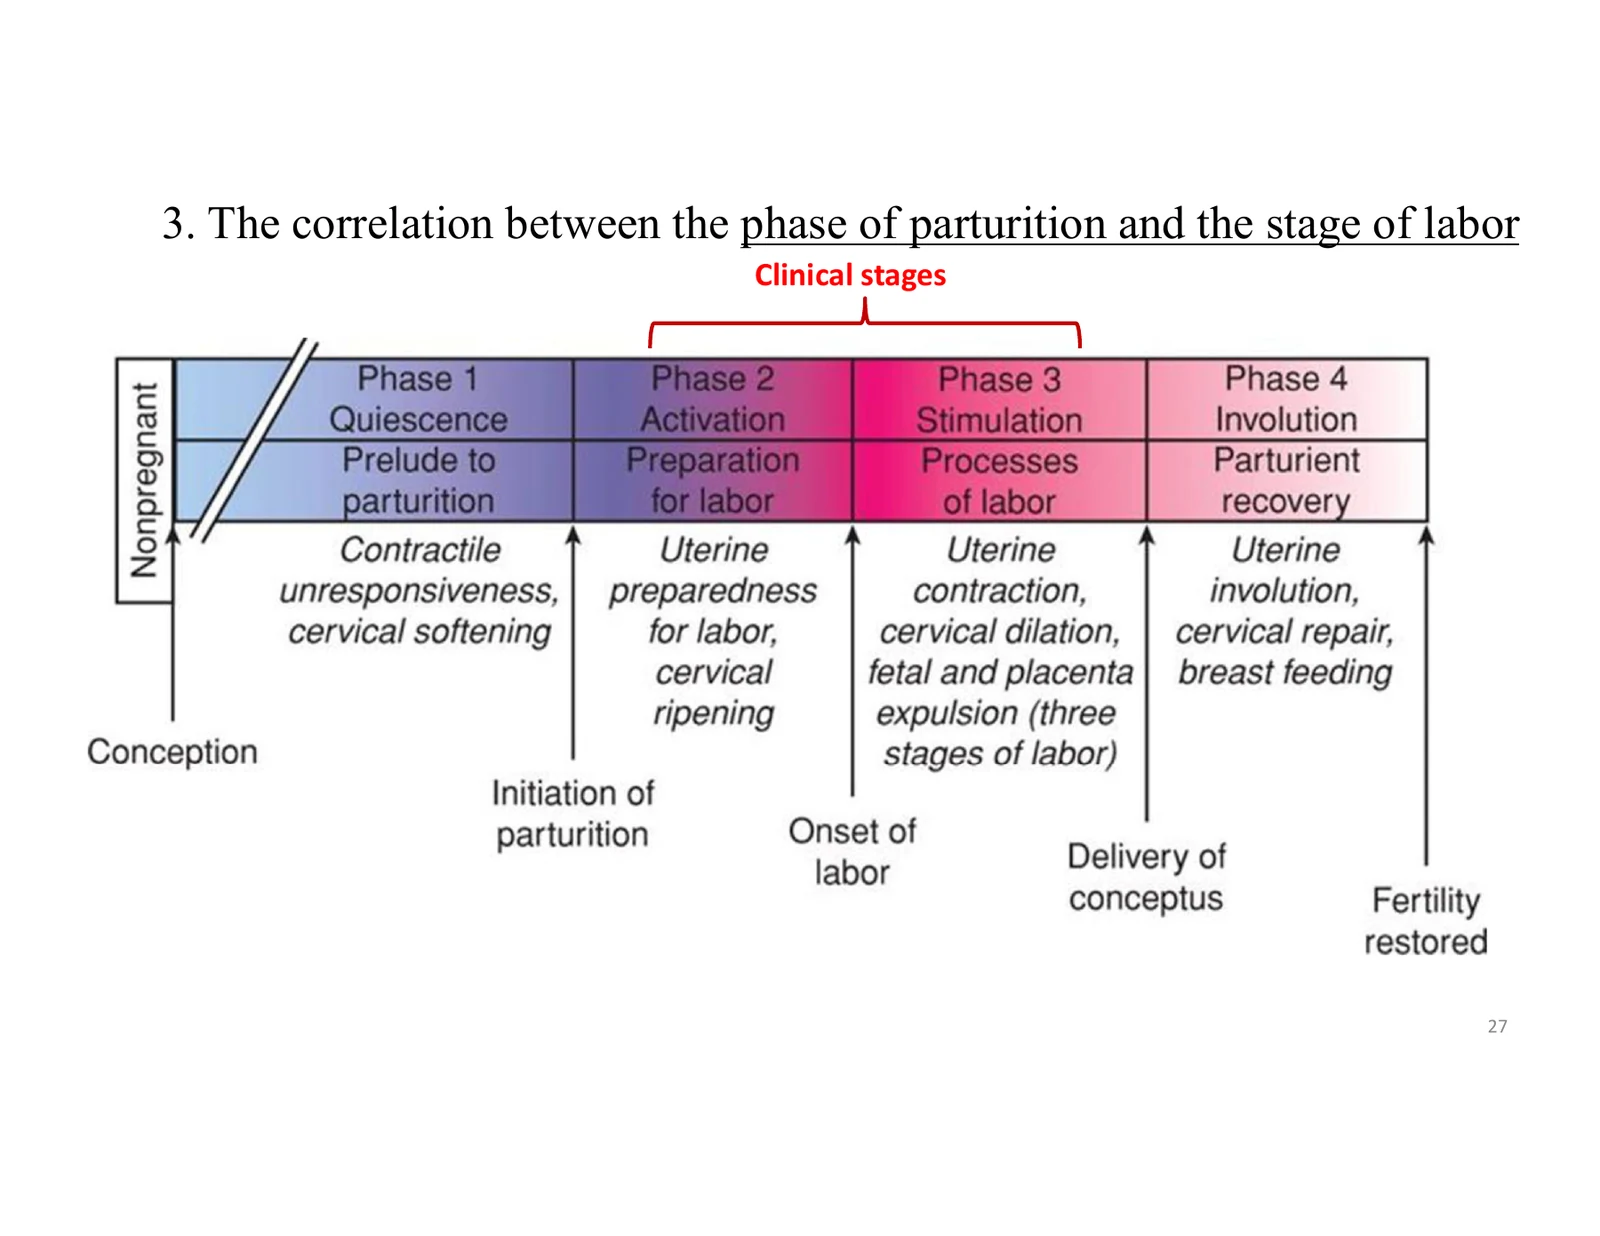 3. The correlation between the phase of parturition and the stage of labor
Clinical stages
Nonpregnant
Phase 1
Quiescence
Prelude to
parturition
Contractile
unresponsiveness,
cervical softening
Phase 2
Activation
Preparation
for labor
Uterine
preparedness
for labor,
cervical
ripening
Phase 3
Stimulation
Processes
of labor
Uterine
contraction,
cervical dilation,
fetal and placenta
expulsion (three
stages of labor)
Phase 4
Involution
Parturient
recovery
Uterine
involution,
cervical repair,
breast feeding
Conception
Initiation of
parturition
Onset of
labor
Delivery of
conceptus
Fertility
restored
27